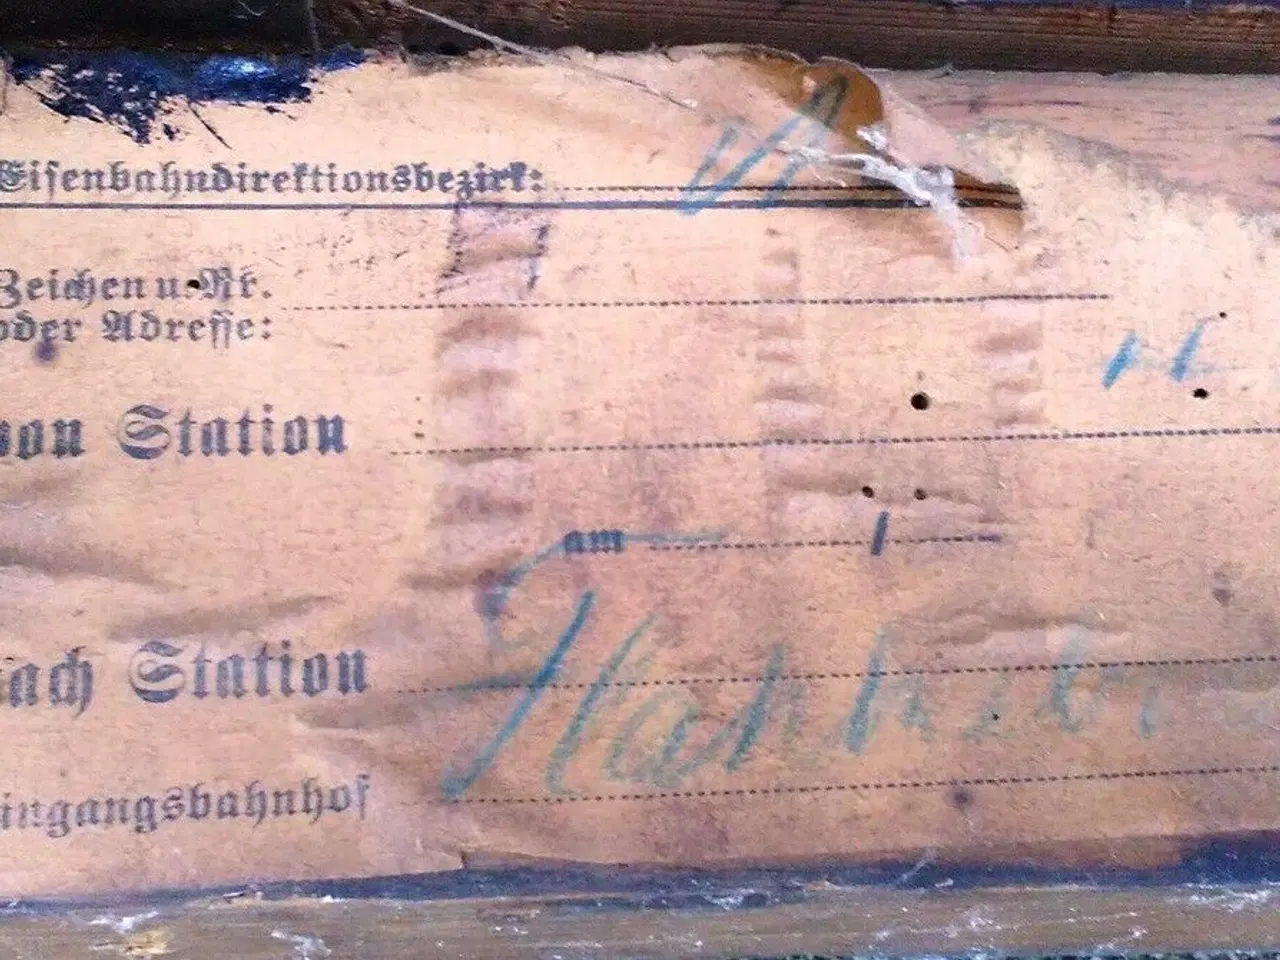 Eisenbahndirektionsbezirk:
Zeichen u. Nr.
oder Adresse:
von Station
am
nach Station
ingangsbahnhof